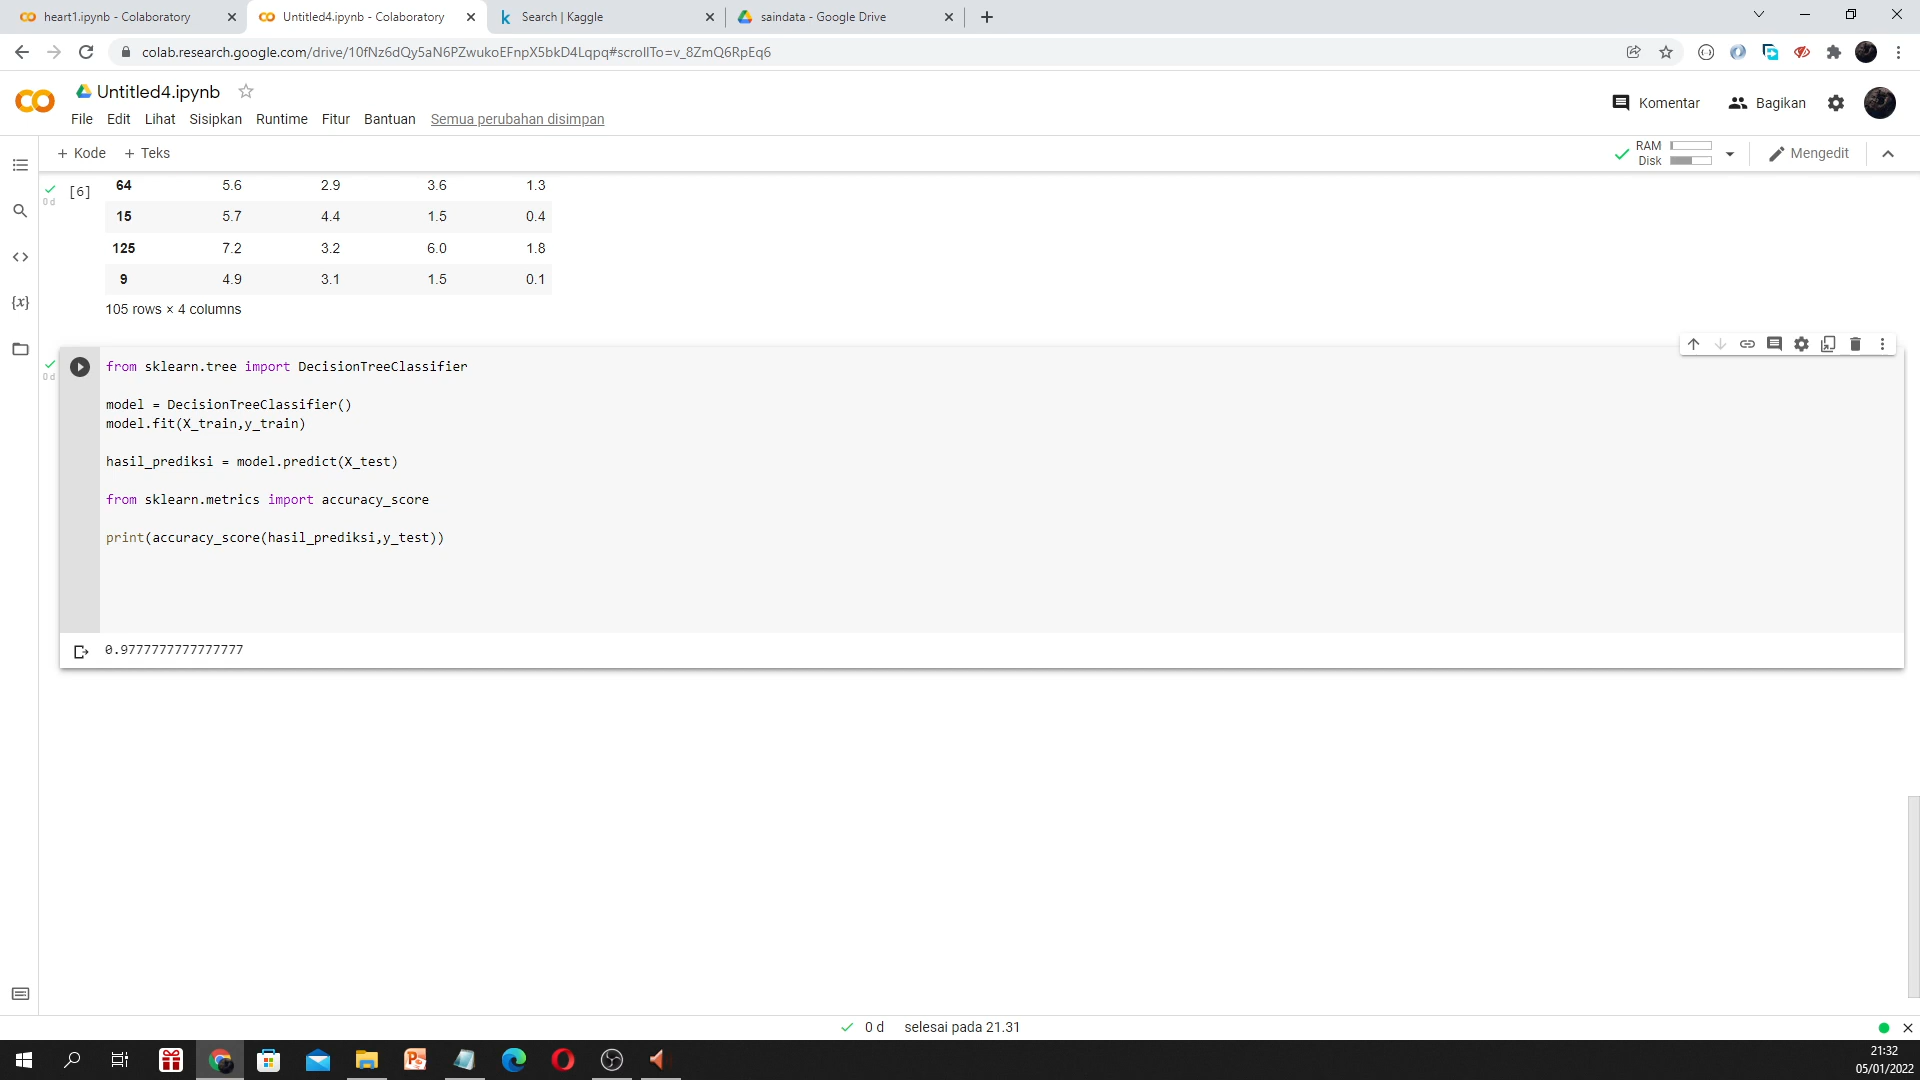 heart1.ipynb - Colaboratory
Untitled4.ipynb - Colaboratory
Search | Kaggle
saindata - Google Drive
colab.research.google.com/drive/10fNz6dQy5aN6PZwukoEFnpX5bkD4Lqpq#scrollTo=v_8ZmQ6RpEq6
Untitled4.ipynb
Komentar
Bagikan
File Edit Lihat Sisipkan Runtime Fitur Bantuan Semua perubahan disimpan
+ Kode + Teks
RAM
Disk
Mengedit
[6]
0 d
64 5.6 2.9 3.6 1.3
15 5.7 4.4 1.5 0.4
125 7.2 3.2 6.0 1.8
9 4.9 3.1 1.5 0.1
105 rows × 4 columns
0 d
from sklearn.tree import DecisionTreeClassifier
model = DecisionTreeClassifier()
model.fit(X_train,y_train)
hasil_prediksi = model.predict(X_test)
from sklearn.metrics import accuracy_score
print(accuracy_score(hasil_prediksi,y_test))
0.9777777777777777
0 d selesai pada 21.31
21:32
05/01/2022